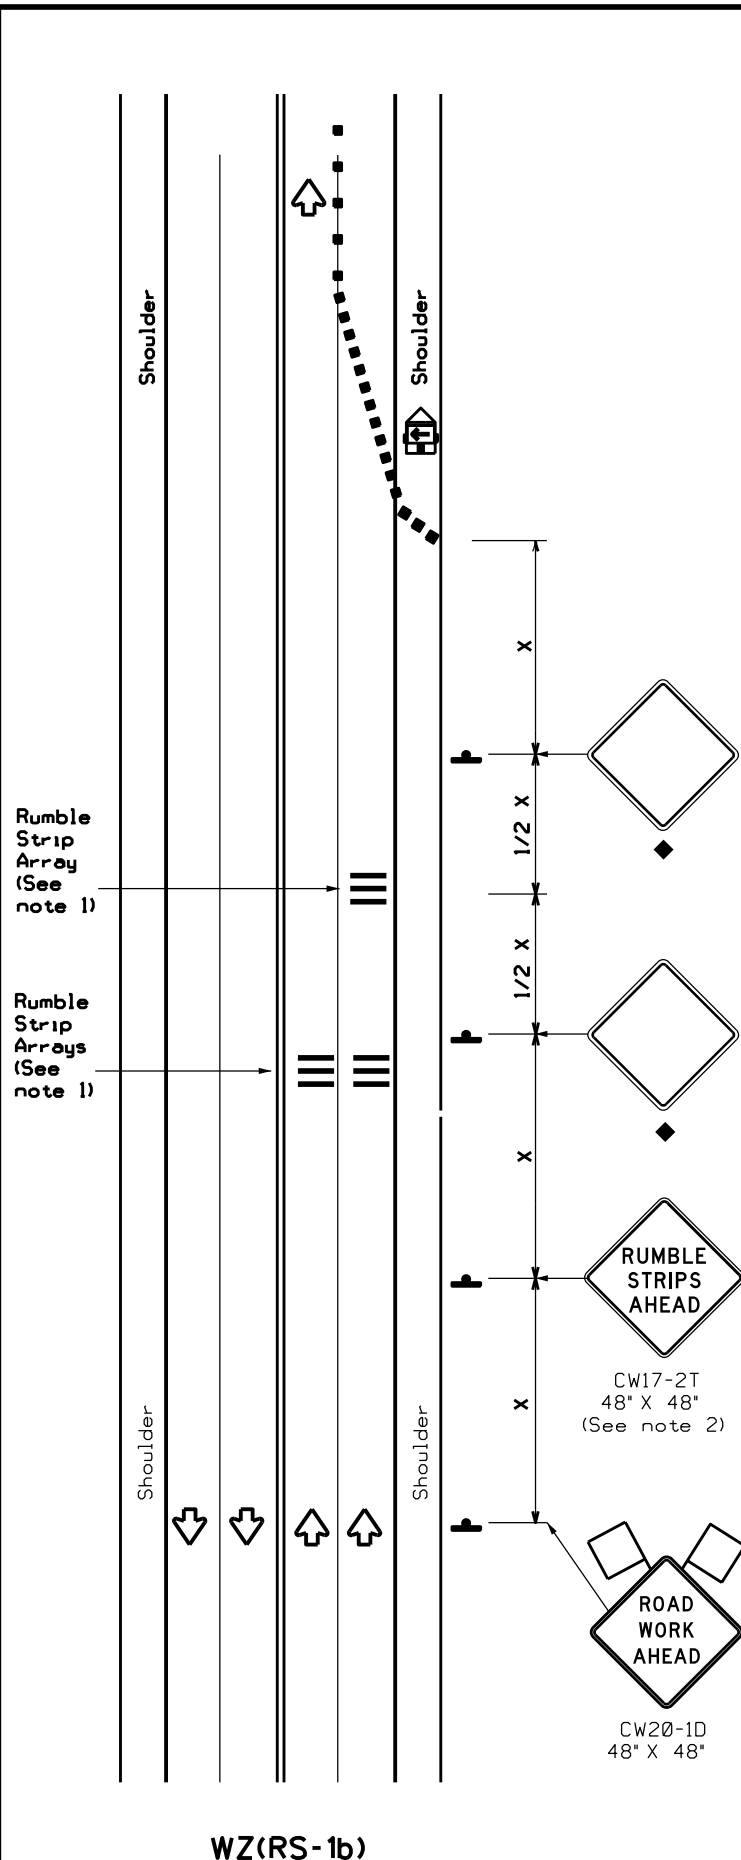 Shoulder
Shoulder
X
1/2 X
Rumble
Strip
Array
(See
note 1)
1/2 X
Rumble
Strip
Arrays
(See
note 1)
X
RUMBLE
STRIPS
AHEAD
CW17-2T
48" X 48"
(See note 2)
X
Shoulder
Shoulder
ROAD
WORK
AHEAD
CW20-1D
48" X 48"
WZ(RS-1b)